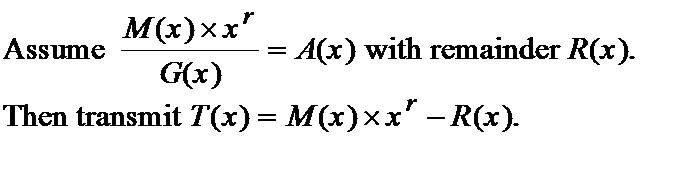 Assume M(x)×x^r / G(x) = A(x) with remainder R(x).
Then transmit T(x) = M(x)×x^r − R(x).